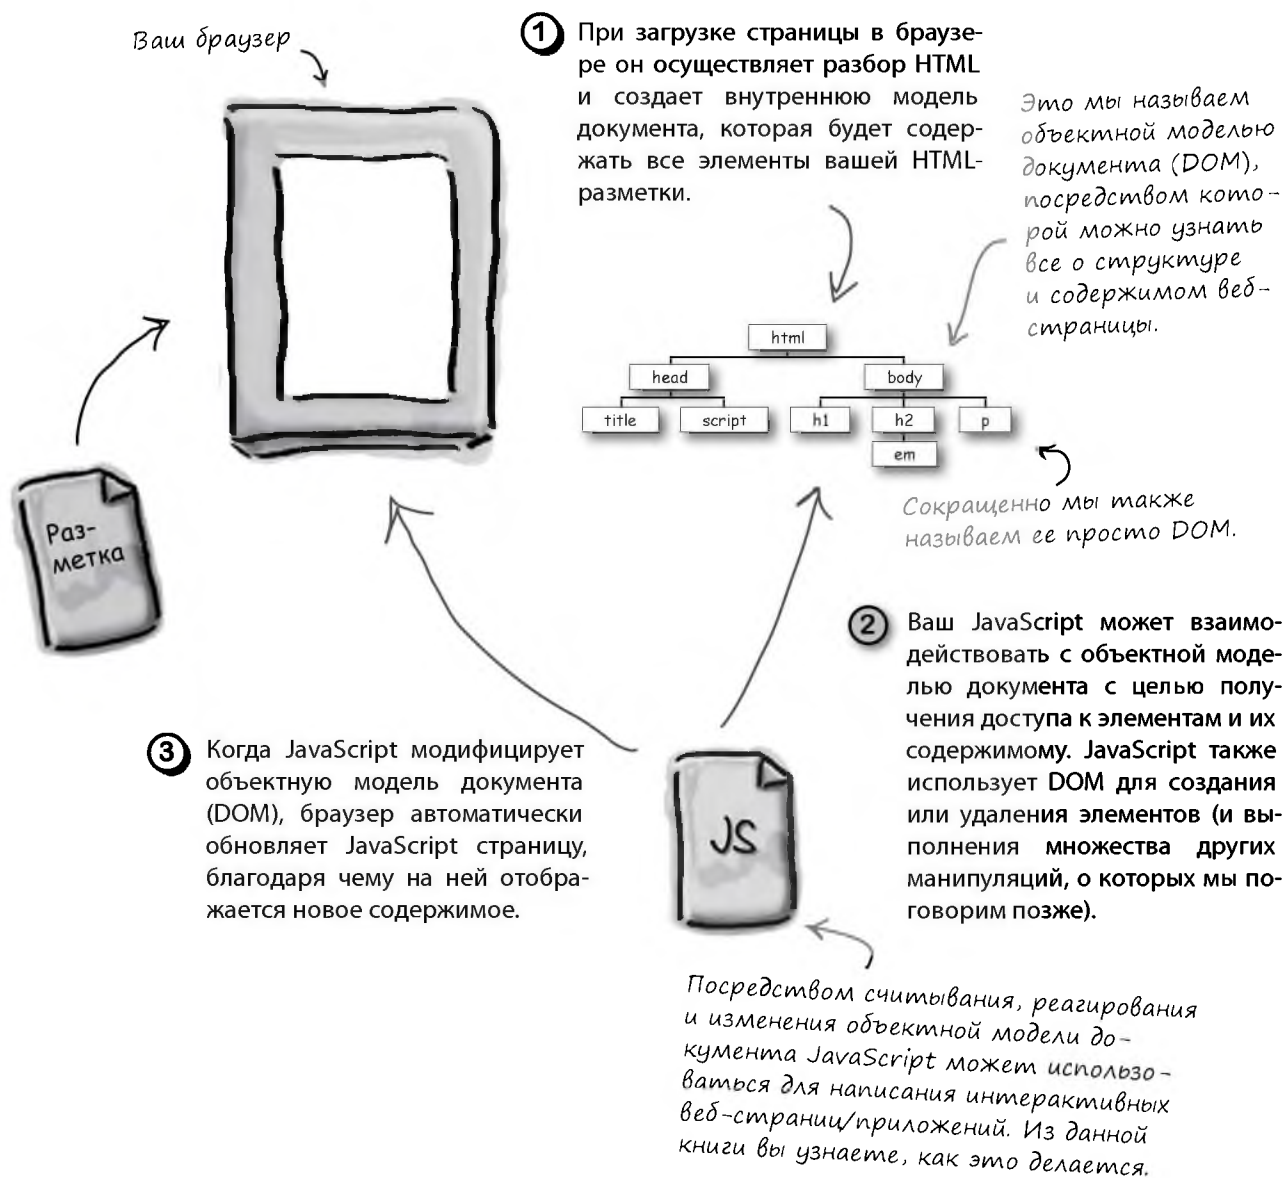 Ваш браузер
1
При загрузке страницы в браузе-
ре он осуществляет разбор HTML
и создает внутреннюю модель
документа, которая будет содер-
жать все элементы вашей HTML-
разметки.
Это мы называем
объектной моделью
документа (DOM),
посредством кото-
рой можно узнать
все о структуре
и содержимом веб-
страницы.
html
head body
title script h1 h2 p
em
Сокращенно мы также
называем ее просто DOM.
Раз-
метка
2
Ваш JavaScript может взаимо-
действовать с объектной моде-
лью документа с целью полу-
чения доступа к элементам и их
содержимому. JavaScript также
использует DOM для создания
или удаления элементов (и вы-
полнения множества других
манипуляций, о которых мы по-
говорим позже).
3
Когда JavaScript модифицирует
объектную модель документа
(DOM), браузер автоматически
обновляет JavaScript страницу,
благодаря чему на ней отобра-
жается новое содержимое.
JS
Посредством считывания, реагирования
и изменения объектной модели до-
кумента JavaScript может использо-
ваться для написания интерактивных
веб-страниц/приложений. Из данной
книги вы узнаете, как это делается.